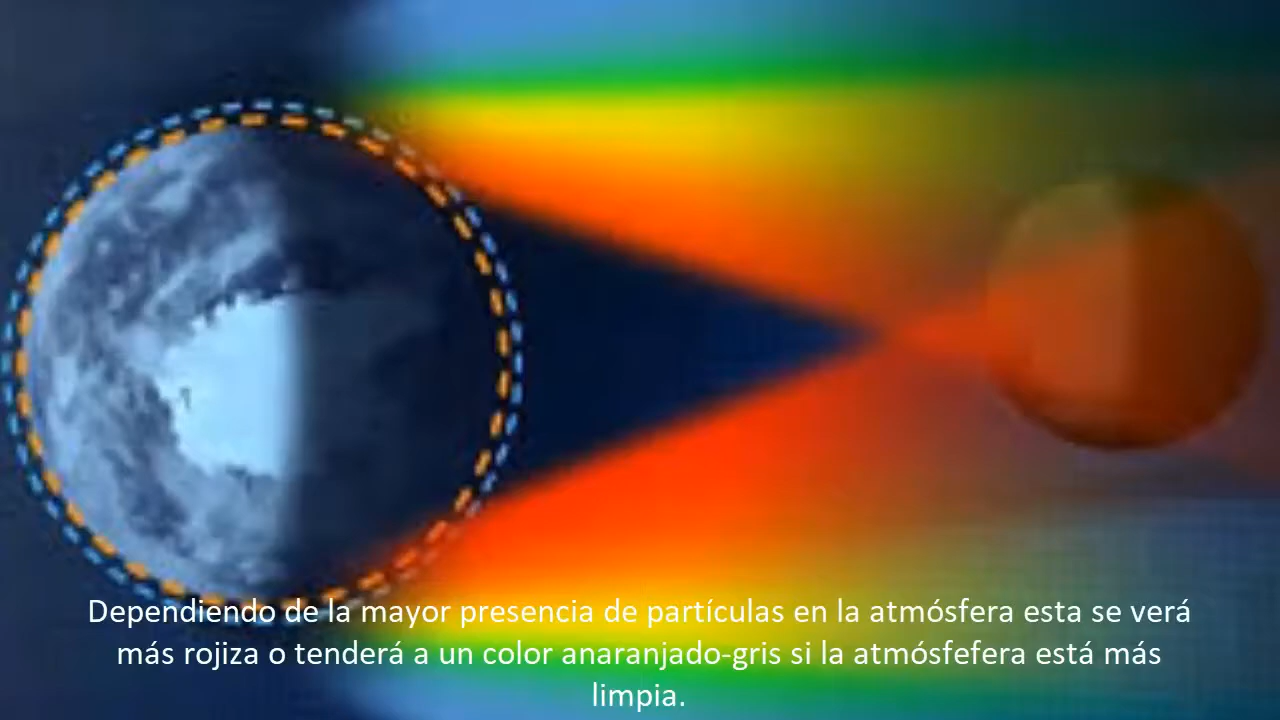 Dependiendo de la mayor presencia de partículas en la atmósfera esta se verá
más rojiza o tenderá a un color anaranjado-gris si la atmósfefera está más
limpia.